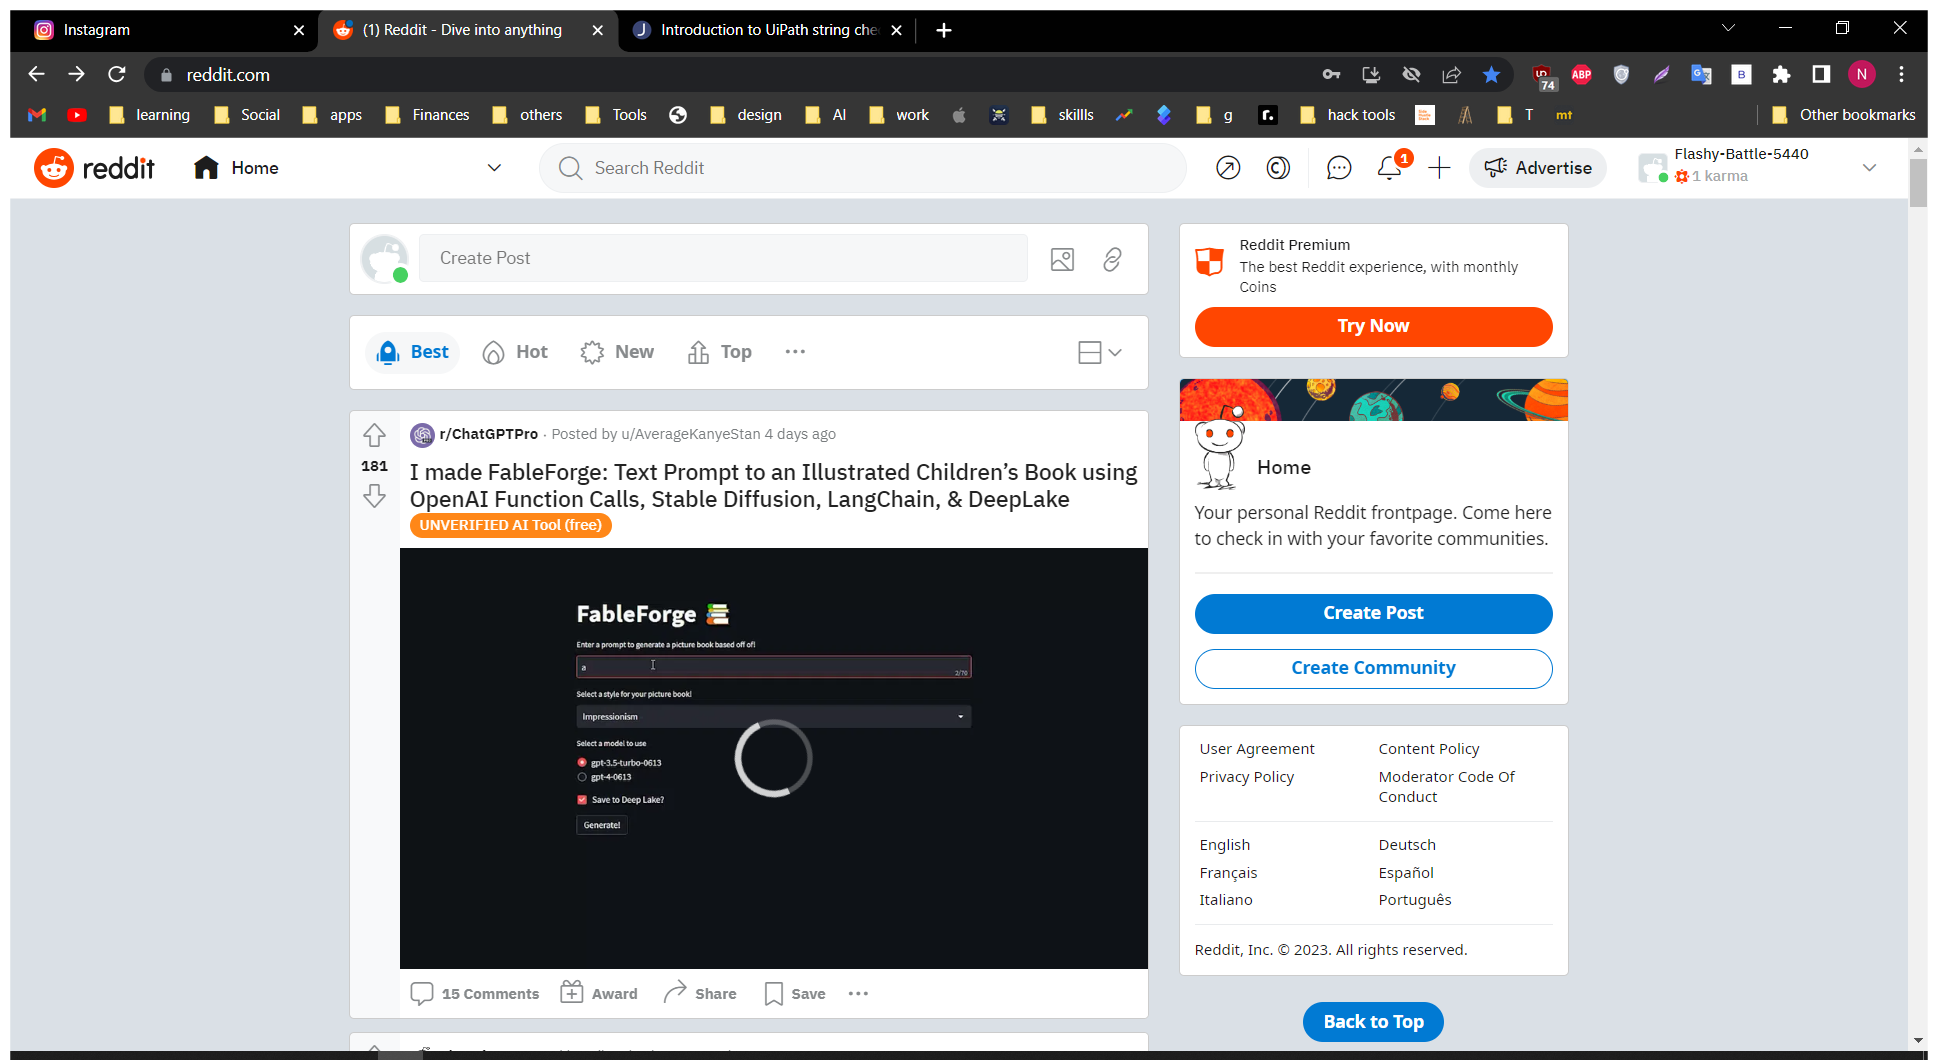 Instagram
(1) Reddit - Dive into anything
Introduction to UiPath string che
reddit.com
74
ABP
B
N
learning
Social
apps
Finances
others
Tools
design
AI
work
skillls
g
r.
hack tools
T
mt
Other bookmarks
reddit
Home
Search Reddit
1
Advertise
Flashy-Battle-5440
1 karma
Create Post
Best
Hot
New
Top
181
r/ChatGPTPro · Posted by u/AverageKanyeStan 4 days ago
I made FableForge: Text Prompt to an Illustrated Children’s Book using
OpenAI Function Calls, Stable Diffusion, LangChain, & DeepLake
UNVERIFIED AI Tool (free)
FableForge
Enter a prompt to generate a picture book based off of!
a
2/70
Select a style for your picture book!
Impressionism
Select a model to use
gpt-3.5-turbo-0613
gpt-4-0613
Save to Deep Lake?
Generate!
15 Comments
Award
Share
Save
Reddit Premium
The best Reddit experience, with monthly
Coins
Try Now
Home
Your personal Reddit frontpage. Come here
to check in with your favorite communities.
Create Post
Create Community
User Agreement
Content Policy
Privacy Policy
Moderator Code Of
Conduct
English
Deutsch
Français
Español
Italiano
Português
Reddit, Inc. © 2023. All rights reserved.
Back to Top